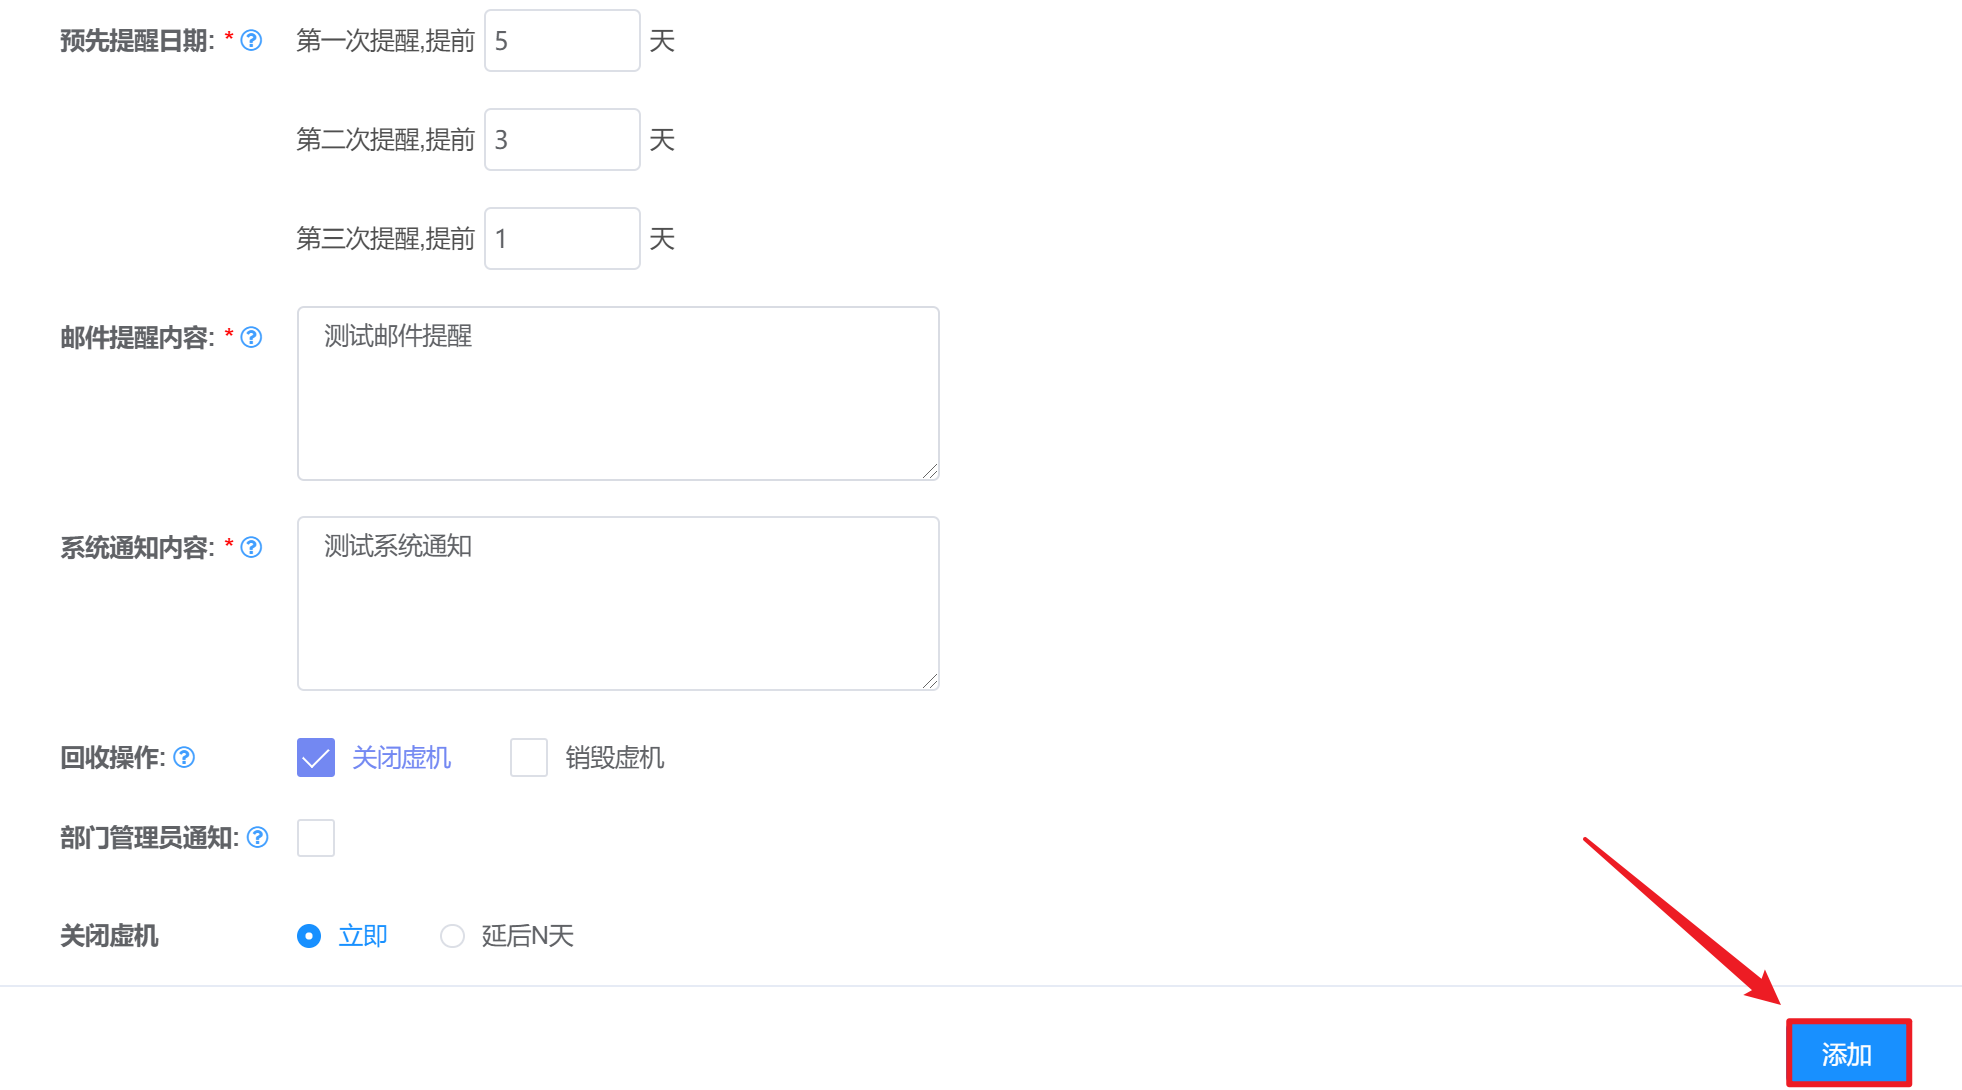 预先提醒日期: * ? 第一次提醒,提前 5 天
第二次提醒,提前 3 天
第三次提醒,提前 1 天
邮件提醒内容: * ? 测试邮件提醒
系统通知内容: * ? 测试系统通知
回收操作: ? 关闭虚机 销毁虚机
部门管理员通知: ?
关闭虚机 立即 延后N天
添加